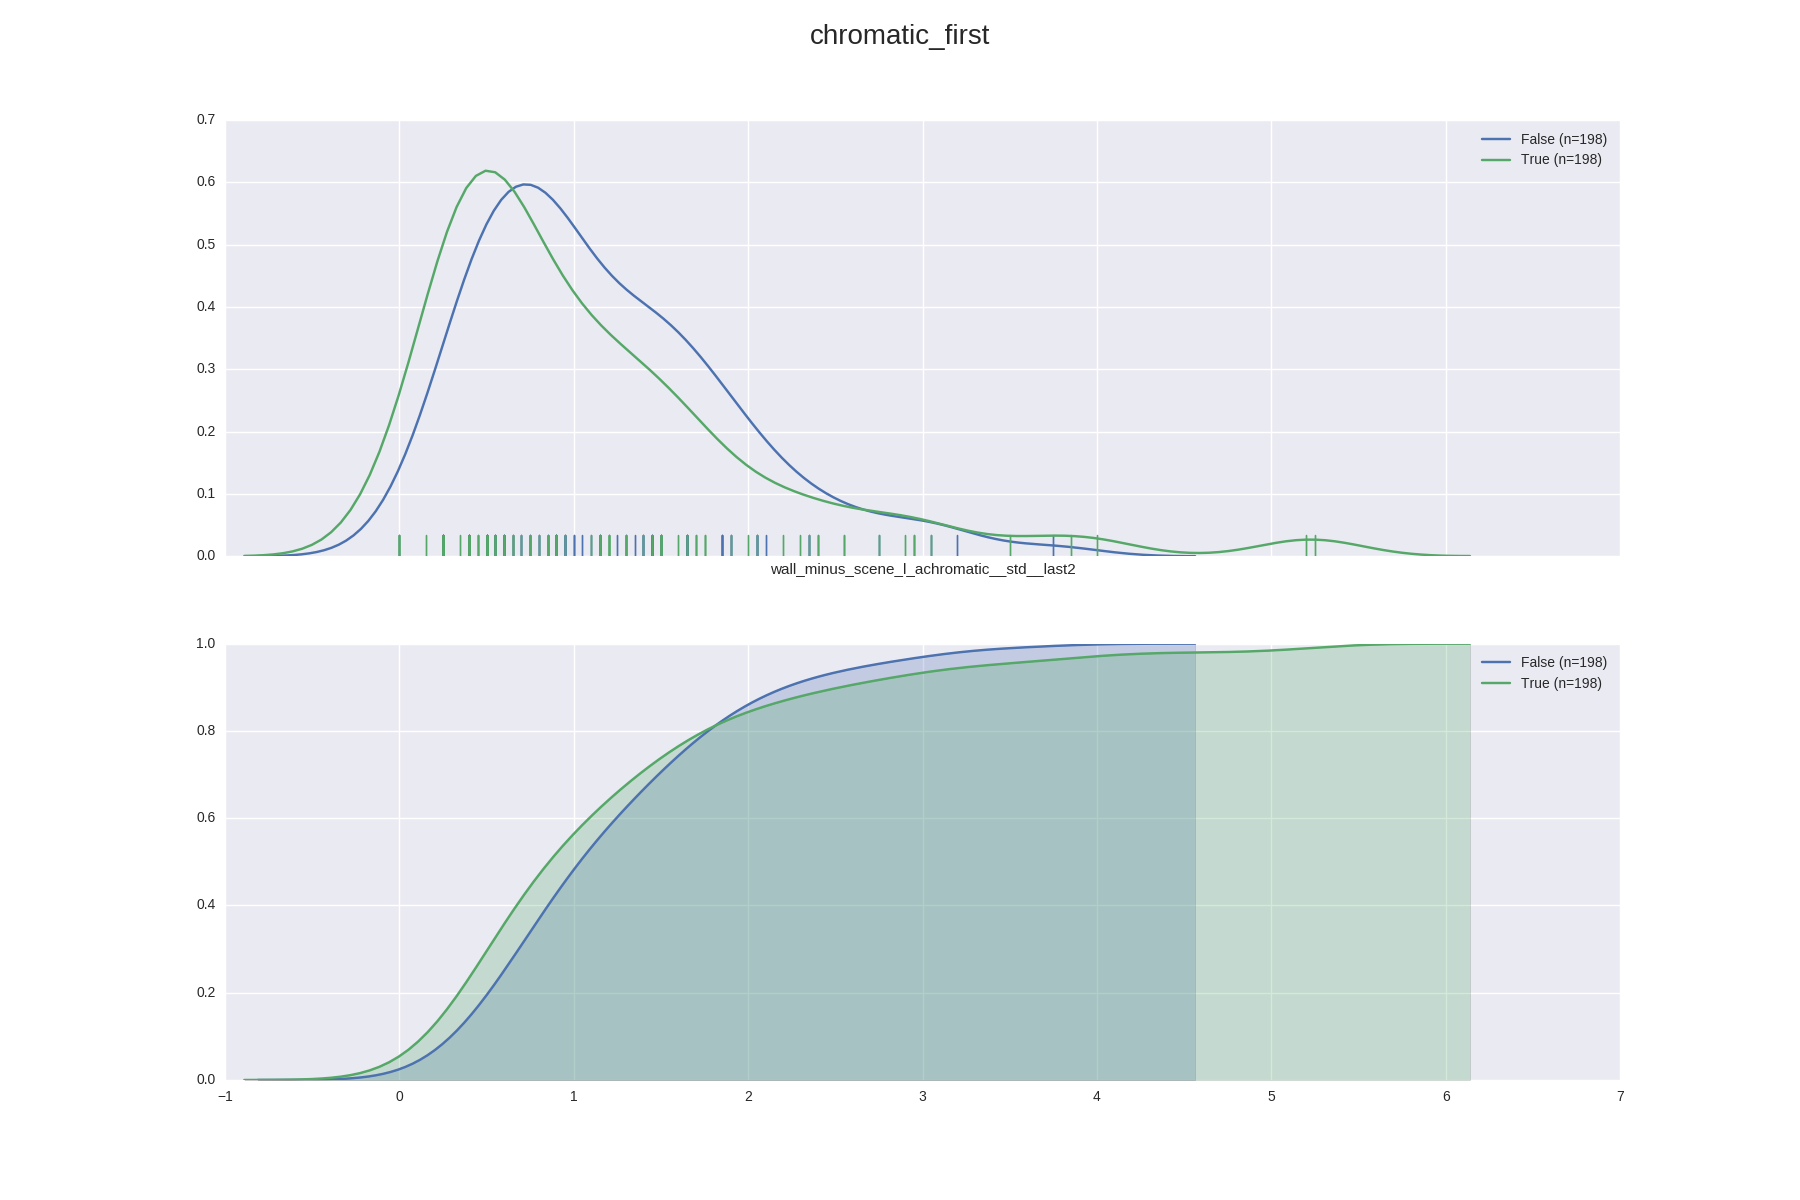 chromatic_first
0.7
0.6
0.5
0.4
0.3
0.2
0.1
0.0
False (n=198)
True (n=198)
wall_minus_scene_l_achromatic__std__last2
1.0
0.8
0.6
0.4
0.2
0.0
False (n=198)
True (n=198)
−1 0 1 2 3 4 5 6 7